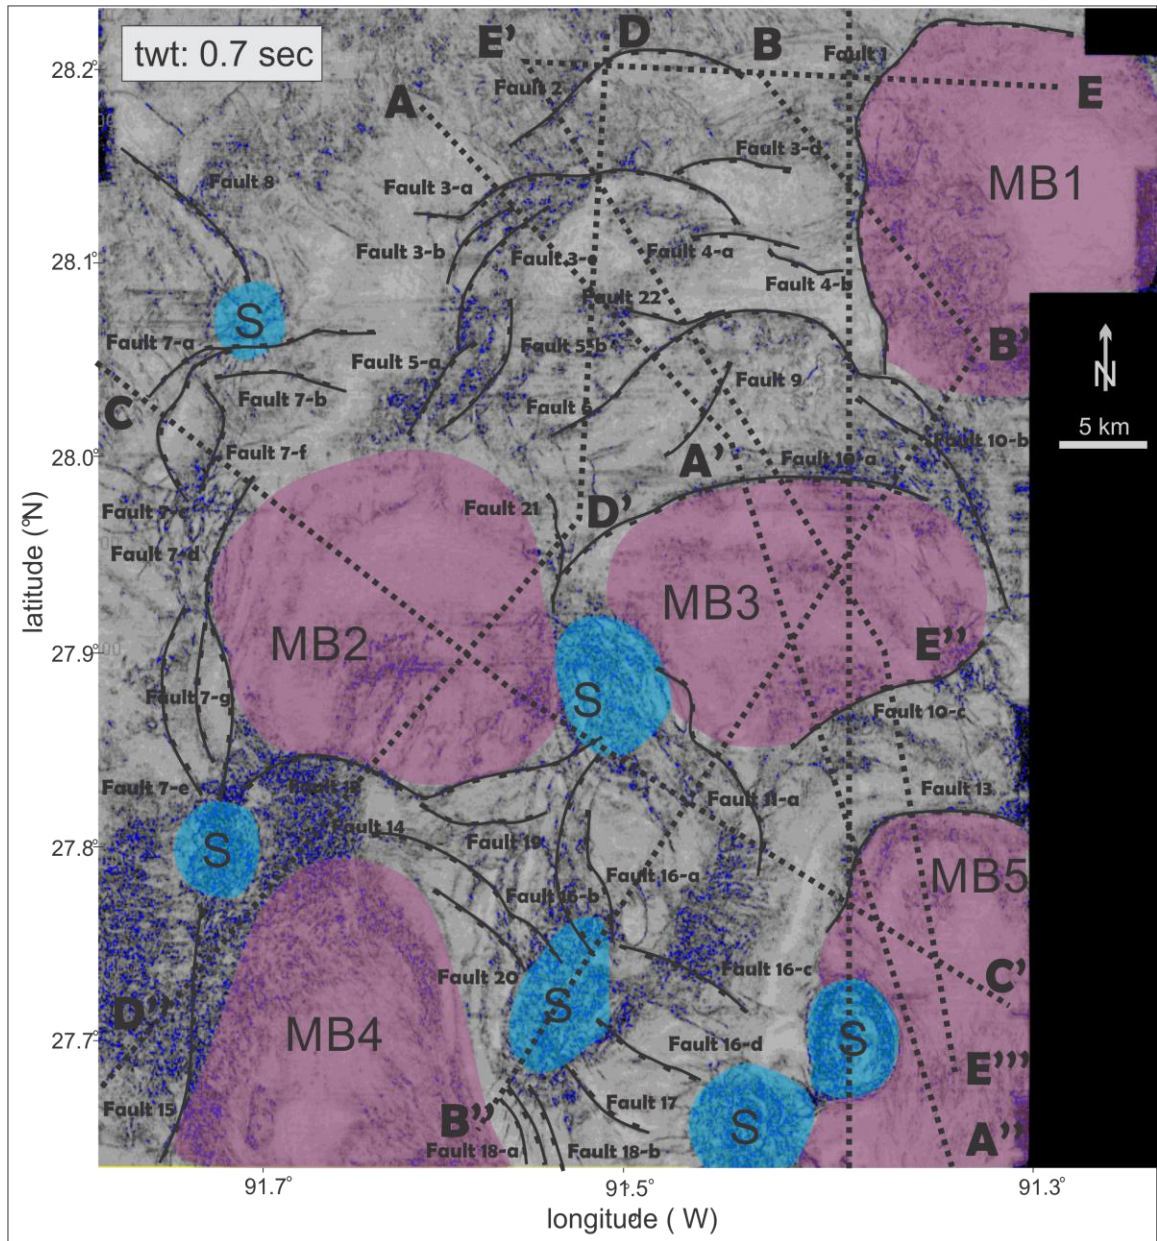 twt: 0.7 sec
E'
D
B
Fault 1
28.2°
Fault 2
E
A
Fault 3-d
Fault 8
Fault 3-a
MB1
Fault 3-b
Fault 4-a
28.1°
Fault 4-b
Fault 22
S
B'
Fault 7-a
Fault 5-a
Fault 5-b
N
Fault 9
C
Fault 7-b
Fault 6
5 km
Fault 10-b
28.0°
Fault 7-f
A'
Fault 10-a
Fault 21
D'
Fault 7-d
latitude (°N)
MB3
MB2
E''
27.9°
S
Fault 7-g
Fault 10-c
Fault 7-e
Fault 13
Fault 11-a
Fault 14
27.8°
S
Fault 19
MB5
Fault 16-a
Fault 16-b
Fault 20
Fault 16-c
C'
D''
S
27.7°
MB4
S
Fault 16-d
E'''
Fault 15
B''
Fault 17
S
A''
Fault 18-a
Fault 18-b
91.7°
91.5°
91.3°
longitude ( W)